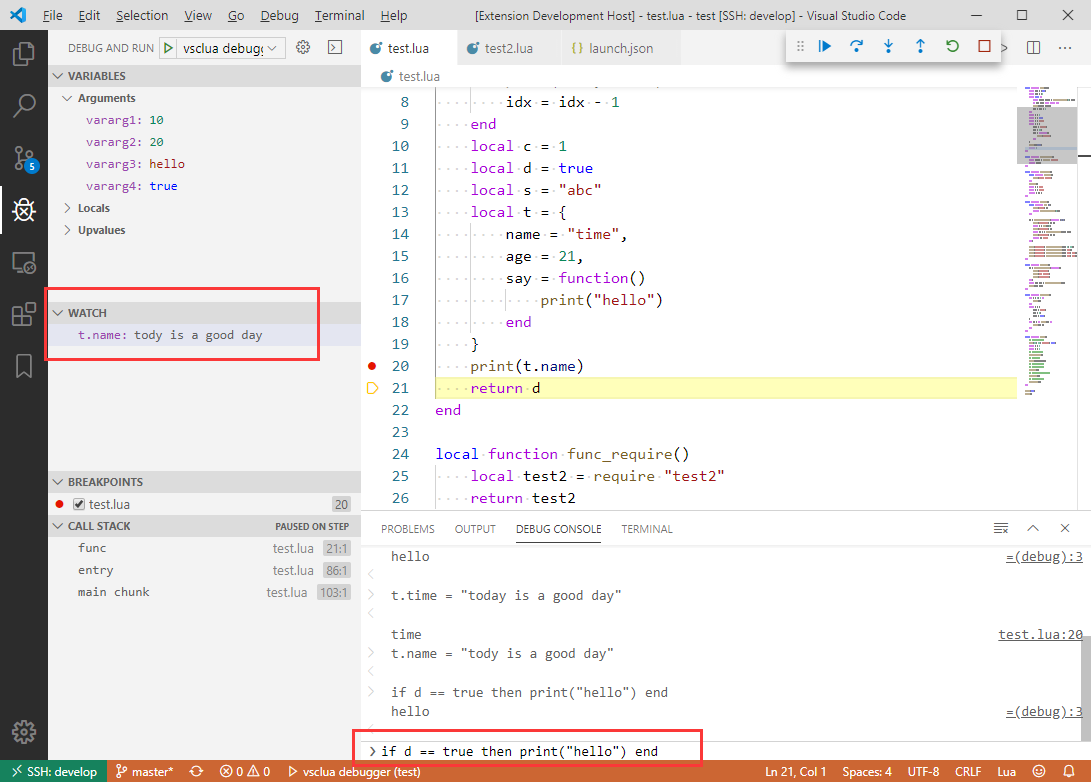 File Edit Selection View Go Debug Terminal Help [Extension Development Host] - test.lua - test [SSH: develop] - Visual Studio Code
DEBUG AND RUN vsclua debugg
test.lua test2.lua {} launch.json
test.lua
VARIABLES
Arguments
vararg1: 10
vararg2: 20
vararg3: hello
vararg4: true
Locals
Upvalues
5
WATCH
t.name: tody is a good day
BREAKPOINTS
test.lua 20
CALL STACK PAUSED ON STEP
func test.lua 21:1
entry test.lua 86:1
main chunk test.lua 103:1
8 idx = idx - 1
9 end
10 local c = 1
11 local d = true
12 local s = "abc"
13 local t = {
14 name = "time",
15 age = 21,
16 say = function()
17 print("hello")
18 end
19 }
20 print(t.name)
21 return d
22 end
23
24 local function func_require()
25 local test2 = require "test2"
26 return test2
PROBLEMS OUTPUT DEBUG CONSOLE TERMINAL
hello =(debug):3
t.time = "today is a good day"
time test.lua:20
t.name = "tody is a good day"
if d == true then print("hello") end
hello =(debug):3
if d == true then print("hello") end
SSH: develop master* 0 0 vsclua debugger (test) Ln 21, Col 1 Spaces: 4 UTF-8 CRLF Lua